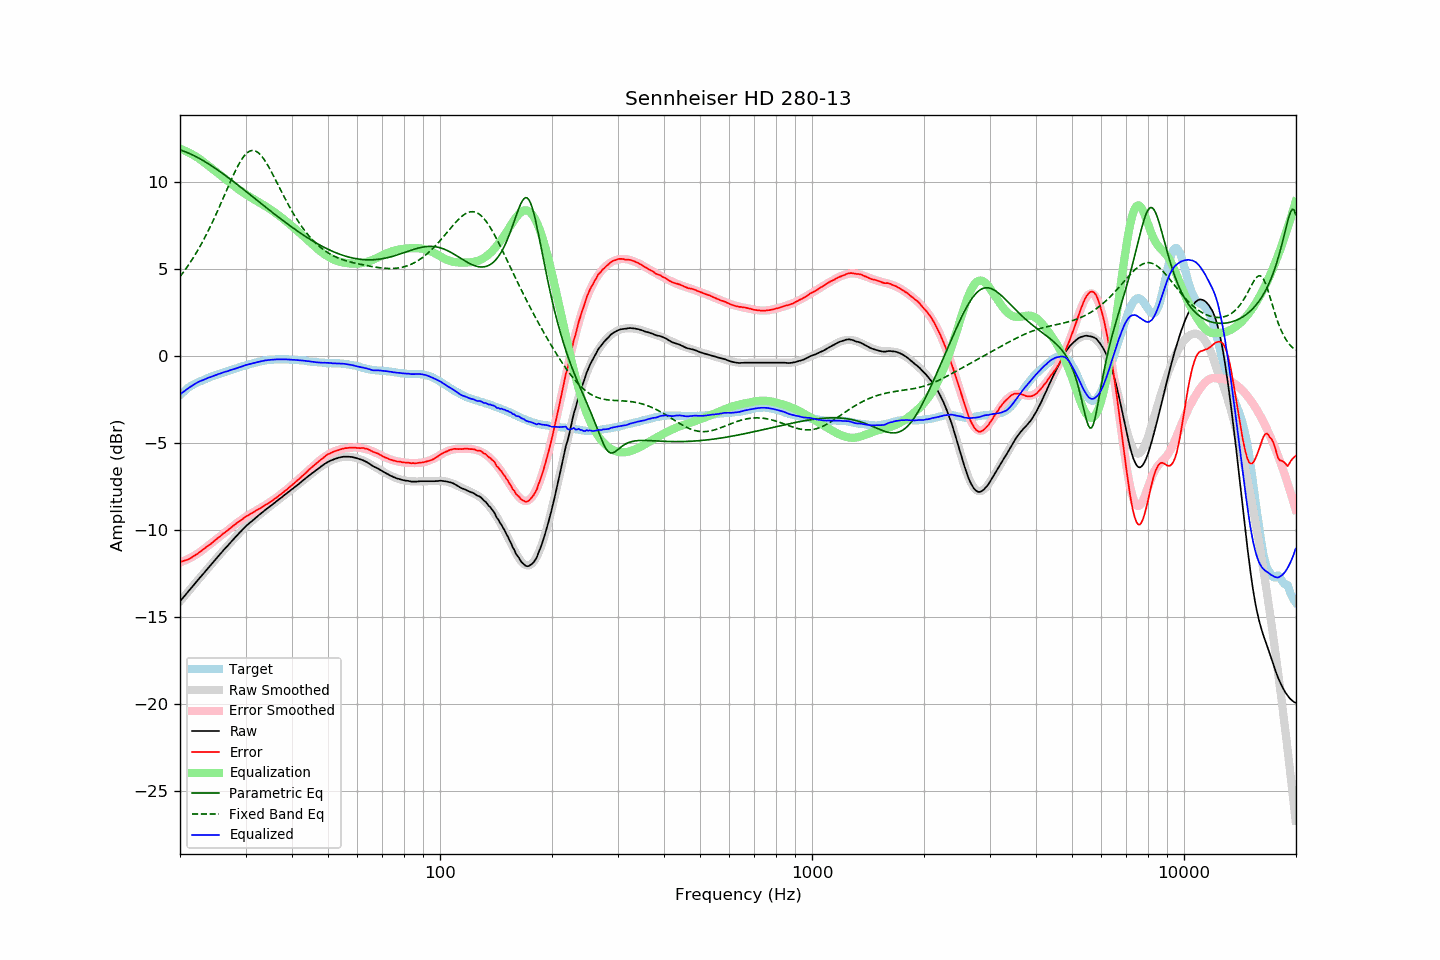 Sennheiser HD 280-13
10
5
0
−5
−10
−15
−20
−25
Amplitude (dBr)
Target
Raw Smoothed
Error Smoothed
Raw
Error
Equalization
Parametric Eq
Fixed Band Eq
Equalized
100
1000
10000
Frequency (Hz)